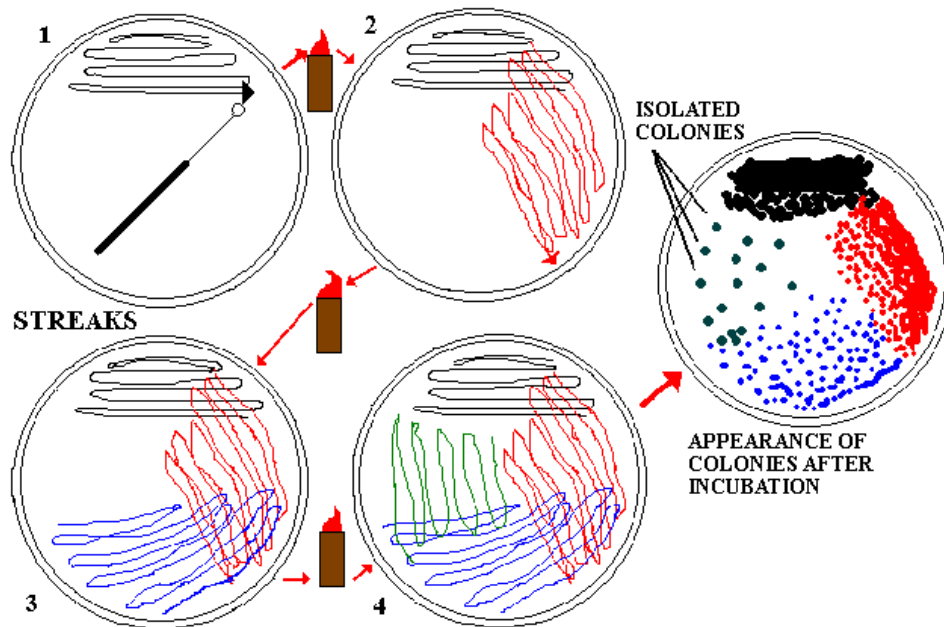 1
2
ISOLATED
COLONIES
STREAKS
3
4
APPEARANCE OF
COLONIES AFTER
INCUBATION